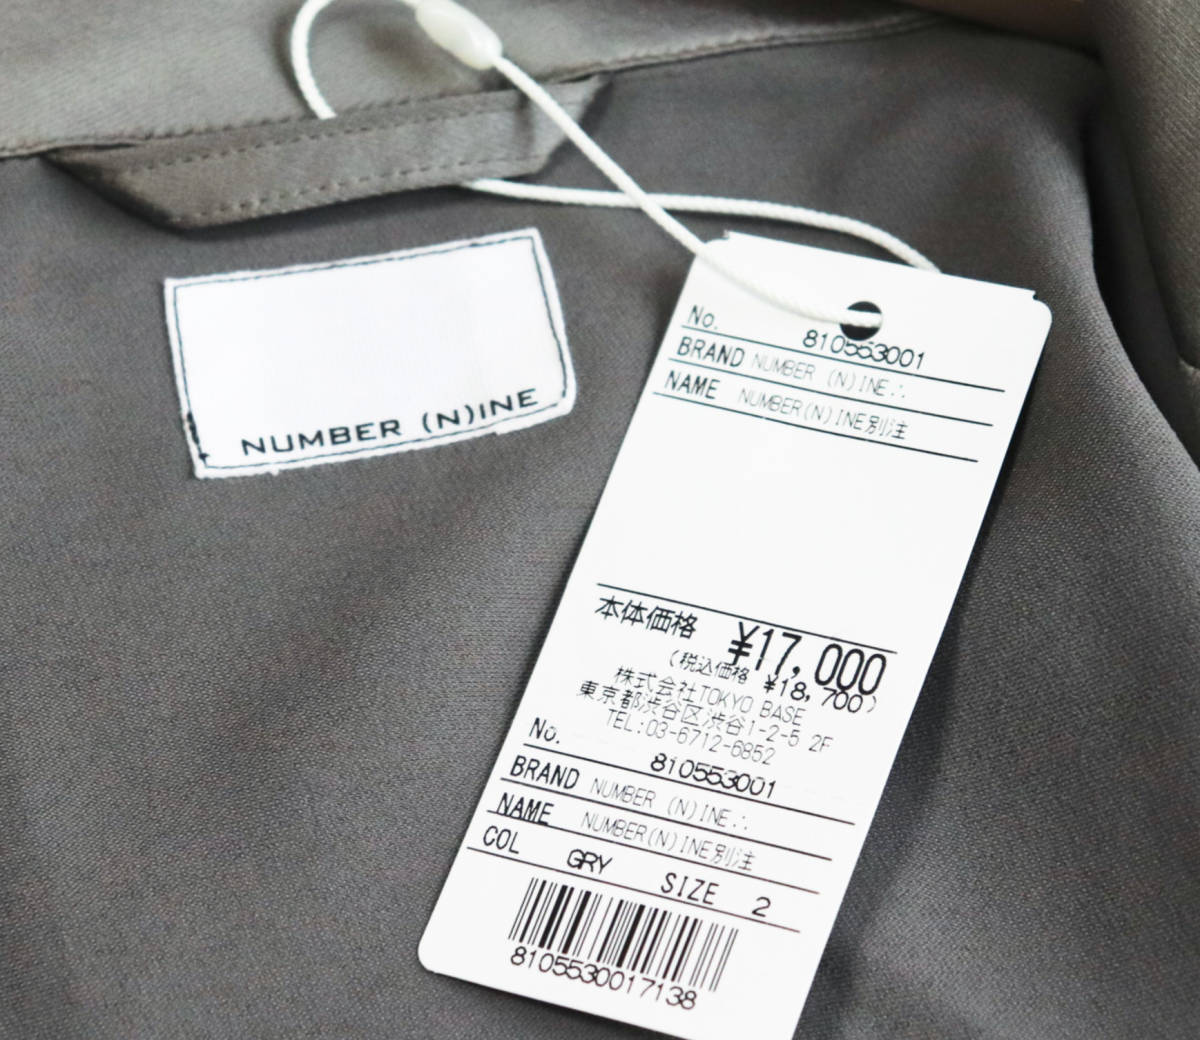 NUMBER (N)INE
No. 810553001
BRAND NUMBER (N)INE.:
NAME NUMBER(N)INE別注
本体価格 ¥17,000
(税込価格 ¥18,700)
株式会社TOKYO BASE
東京都渋谷区渋谷1-2-5 2F
TEL:03-6712-6852
No. 810553001
BRAND NUMBER (N)INE.:
NAME NUMBER(N)INE別注
COL GRY SIZE 2
8105530017138